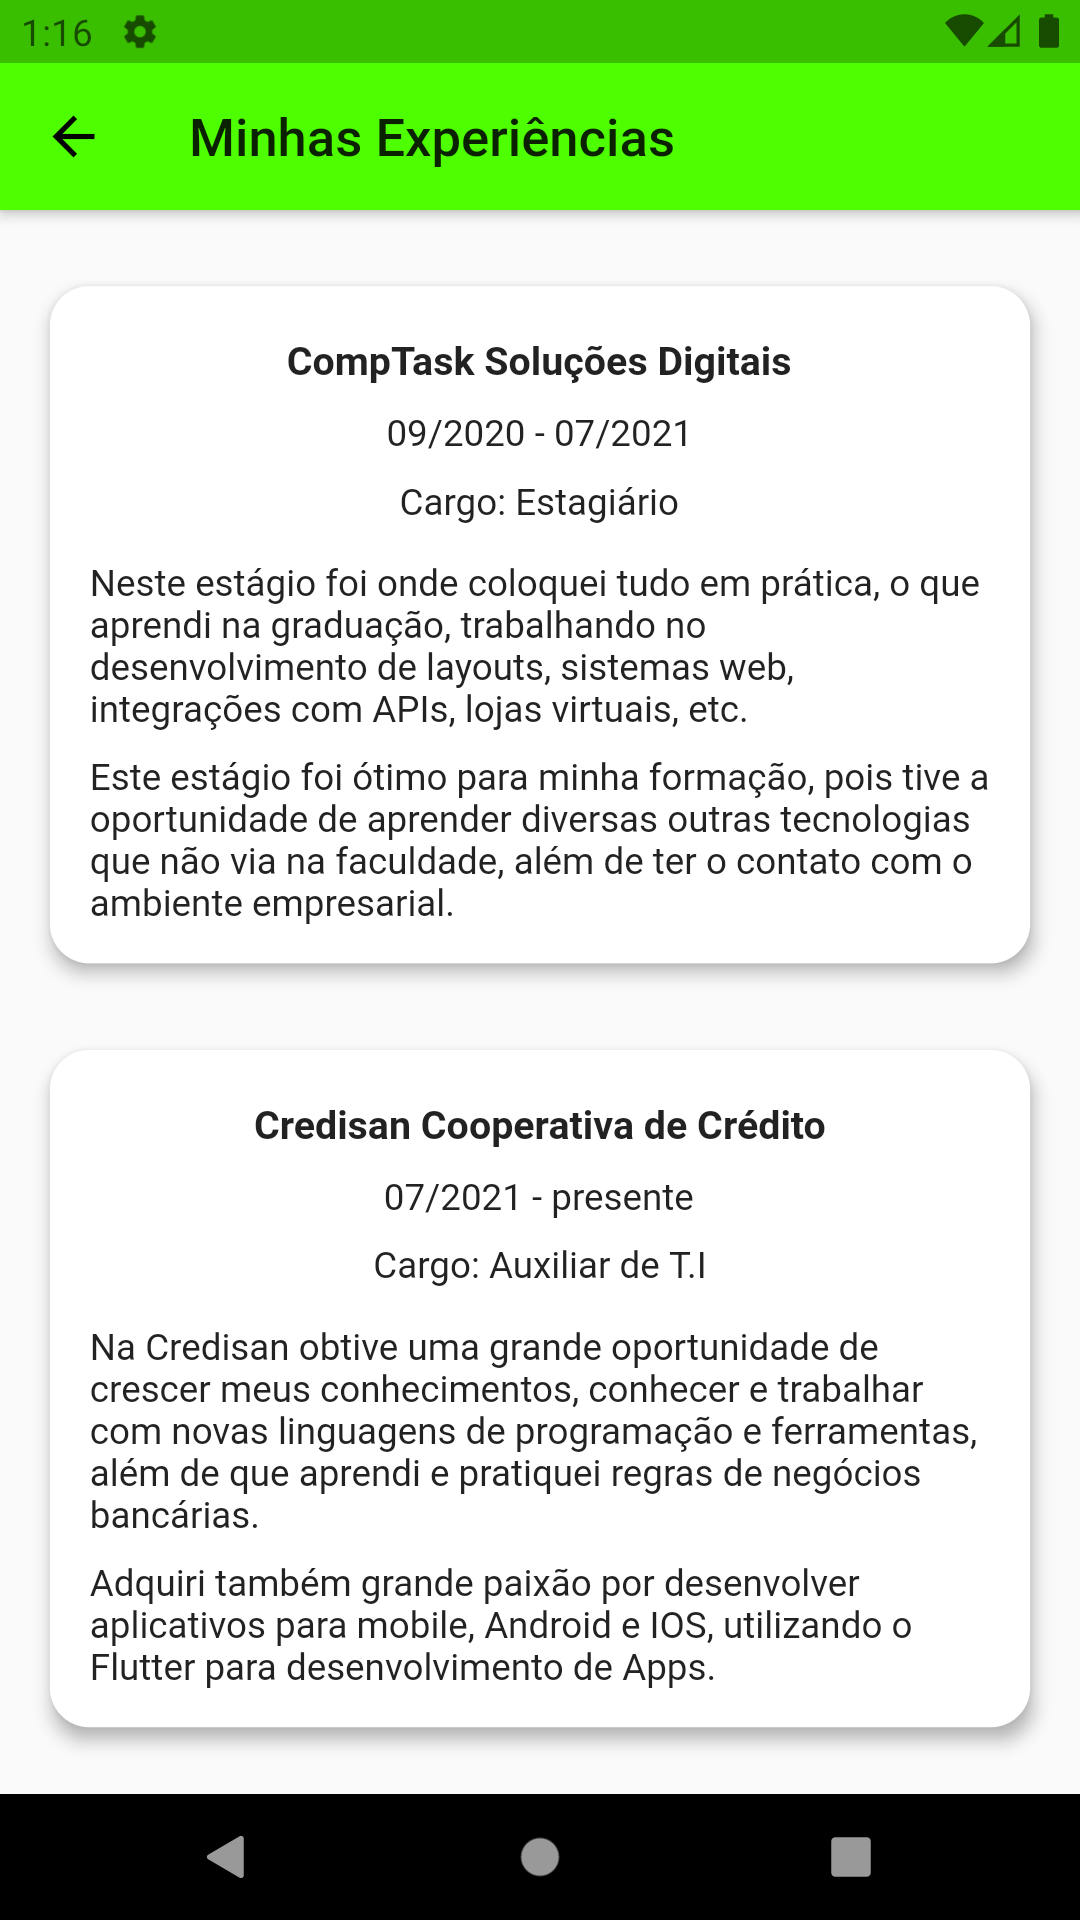 1:16
Minhas Experiências
CompTask Soluções Digitais
09/2020 - 07/2021
Cargo: Estagiário
Neste estágio foi onde coloquei tudo em prática, o que
aprendi na graduação, trabalhando no
desenvolvimento de layouts, sistemas web,
integrações com APIs, lojas virtuais, etc.
Este estágio foi ótimo para minha formação, pois tive a
oportunidade de aprender diversas outras tecnologias
que não via na faculdade, além de ter o contato com o
ambiente empresarial.
Credisan Cooperativa de Crédito
07/2021 - presente
Cargo: Auxiliar de T.I
Na Credisan obtive uma grande oportunidade de
crescer meus conhecimentos, conhecer e trabalhar
com novas linguagens de programação e ferramentas,
além de que aprendi e pratiquei regras de negócios
bancárias.
Adquiri também grande paixão por desenvolver
aplicativos para mobile, Android e IOS, utilizando o
Flutter para desenvolvimento de Apps.